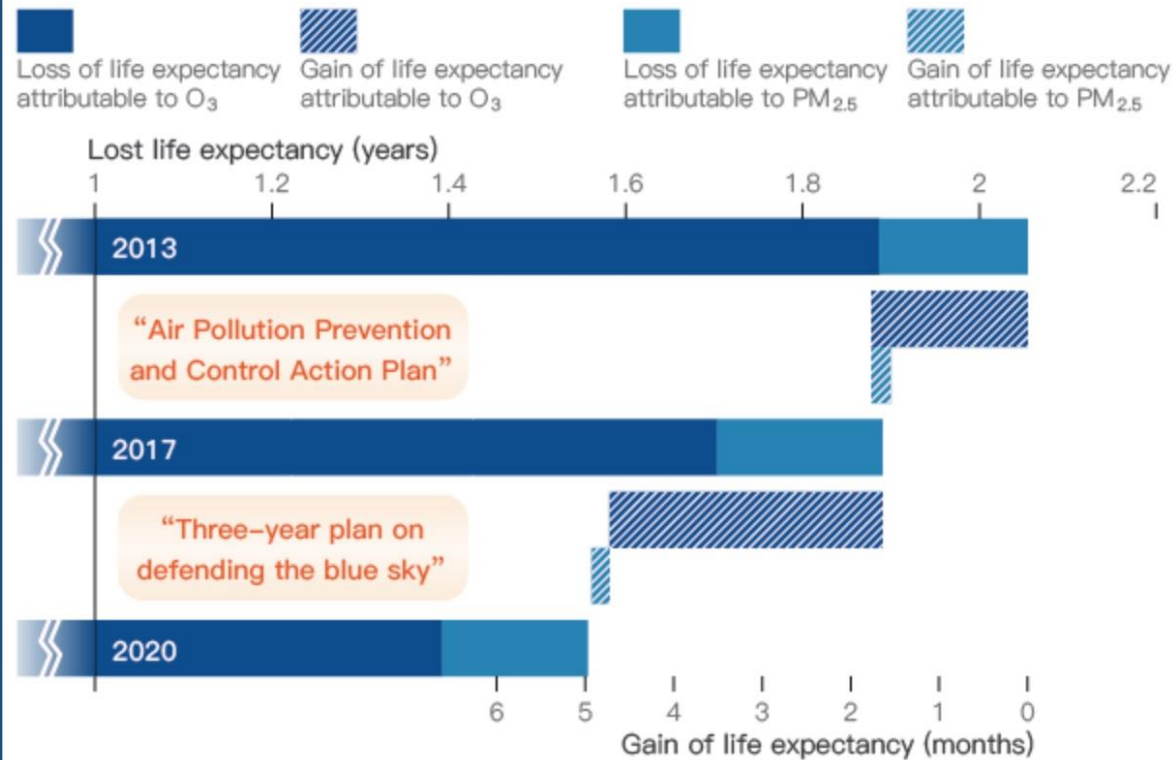 Loss of life expectancy
attributable to O₃
Gain of life expectancy
attributable to O₃
Loss of life expectancy
attributable to PM₂.₅
Gain of life expectancy
attributable to PM₂.₅
Lost life expectancy (years)
1 1.2 1.4 1.6 1.8 2 2.2
2013
“Air Pollution Prevention
and Control Action Plan”
2017
“Three-year plan on
defending the blue sky”
2020
6 5 4 3 2 1 0
Gain of life expectancy (months)